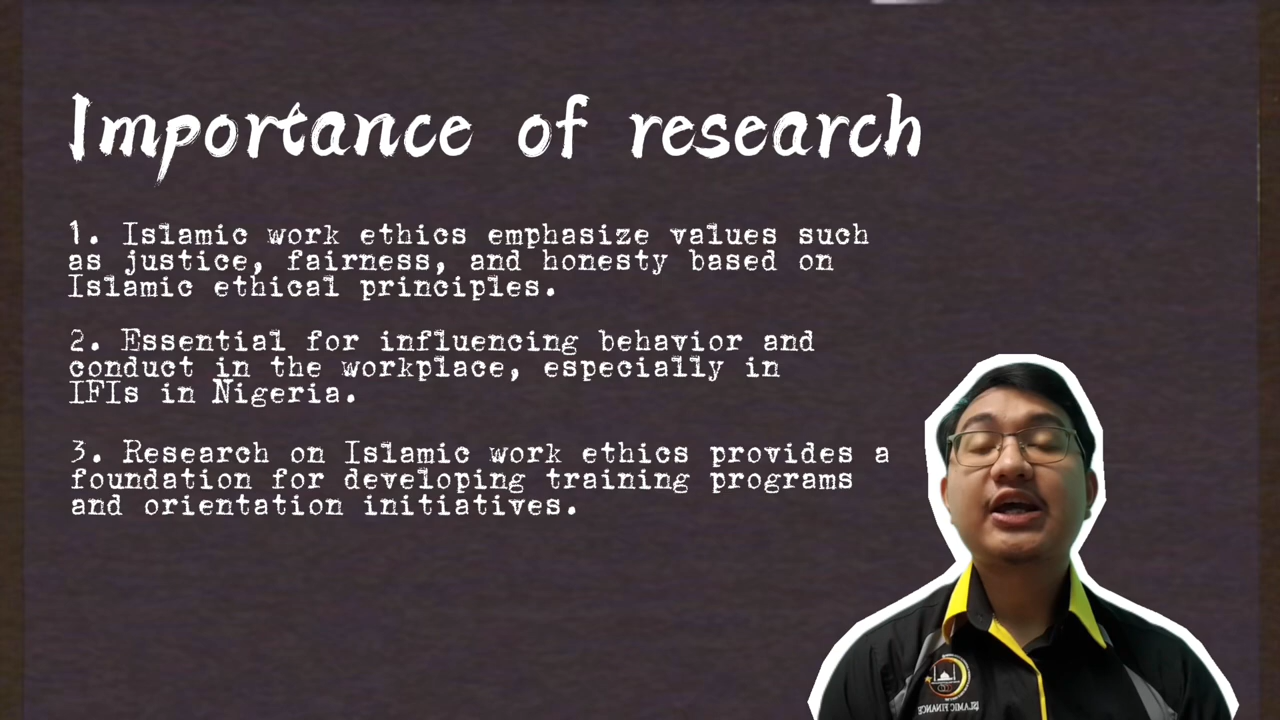 Importance of research
1. Islamic work ethics emphasize values such
as justice, fairness, and honesty based on
Islamic ethical principles.
2. Essential for influencing behavior and
conduct in the workplace, especially in
IFIs in Nigeria.
3. Research on Islamic work ethics provides a
foundation for developing training programs
and orientation initiatives.
ISLAMIC FINANCE